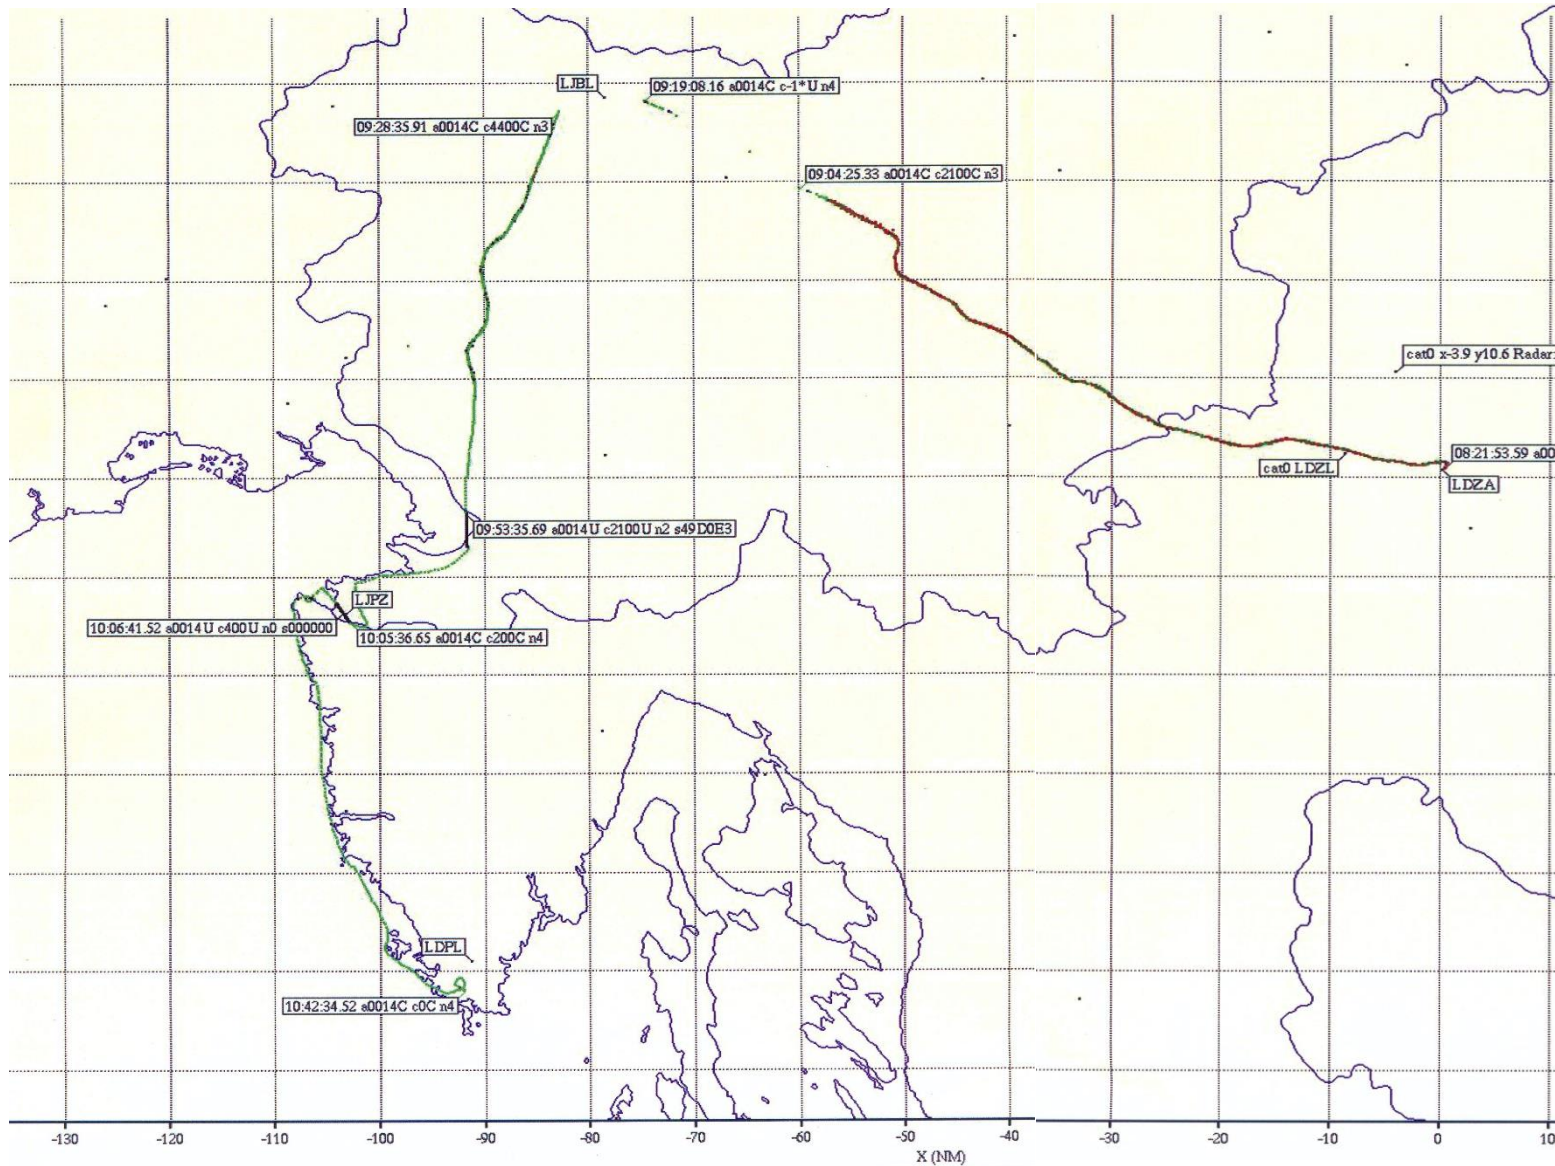 LJBL
09:19:08.16 a0014C c-1*U n4
09:28:35.91 a0014C c4400C n3
09:04:25.33 a0014C c2100C n3
cat0 x-3.9 y10.6 Radar:
08:21:53.59 a00
cat0 LDZL
LDZA
09:53:35.69 a0014U c2100U n2 s49D0E3
LJPZ
10:06:41.52 a0014U c400U n0 s000000
10:05:36.65 a0014C c200C n4
LDPL
10:42:34.52 a0014C c0C n4
-130 -120 -110 -100 -90 -80 -70 -60 -50 -40 -30 -20 -10 0 10
X (NM)